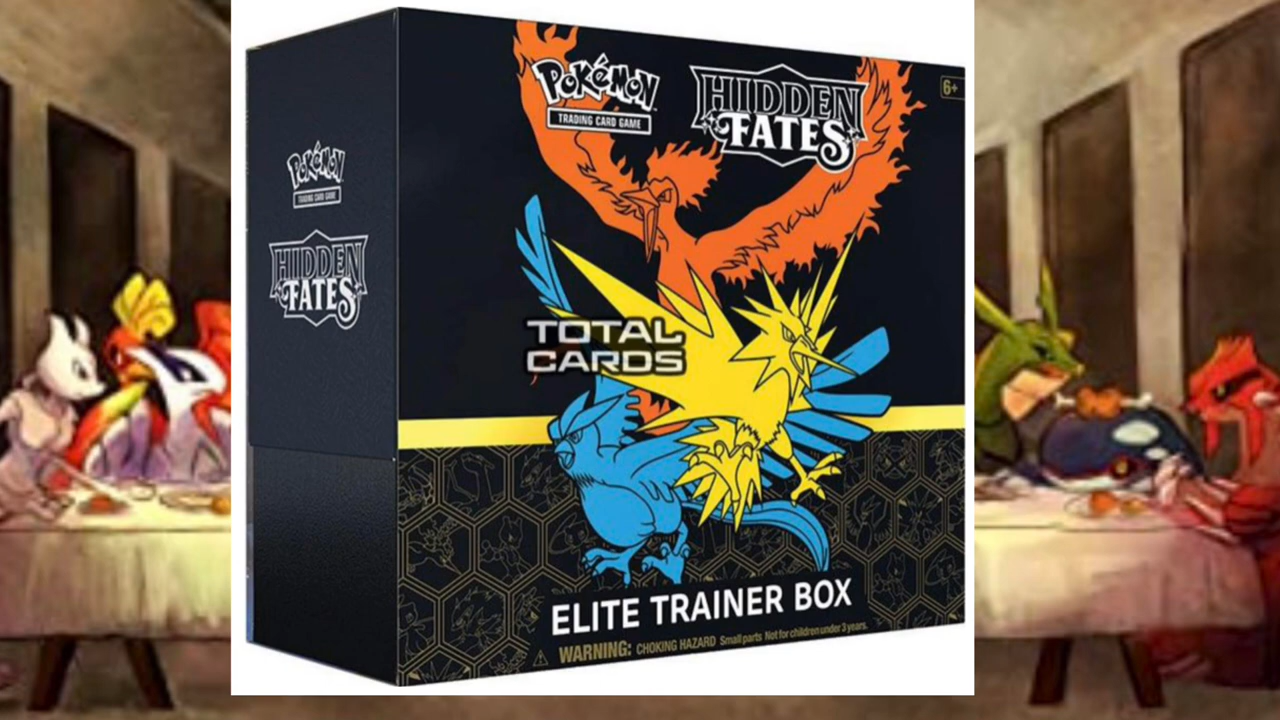 POKéMON
TRADING CARD GAME
HIDDEN
FATES
6+
POKéMON
TRADING CARD GAME
HIDDEN
FATES
TOTAL
CARDS
ELITE TRAINER BOX
WARNING: CHOKING HAZARD Small parts Not for children under 3 years.